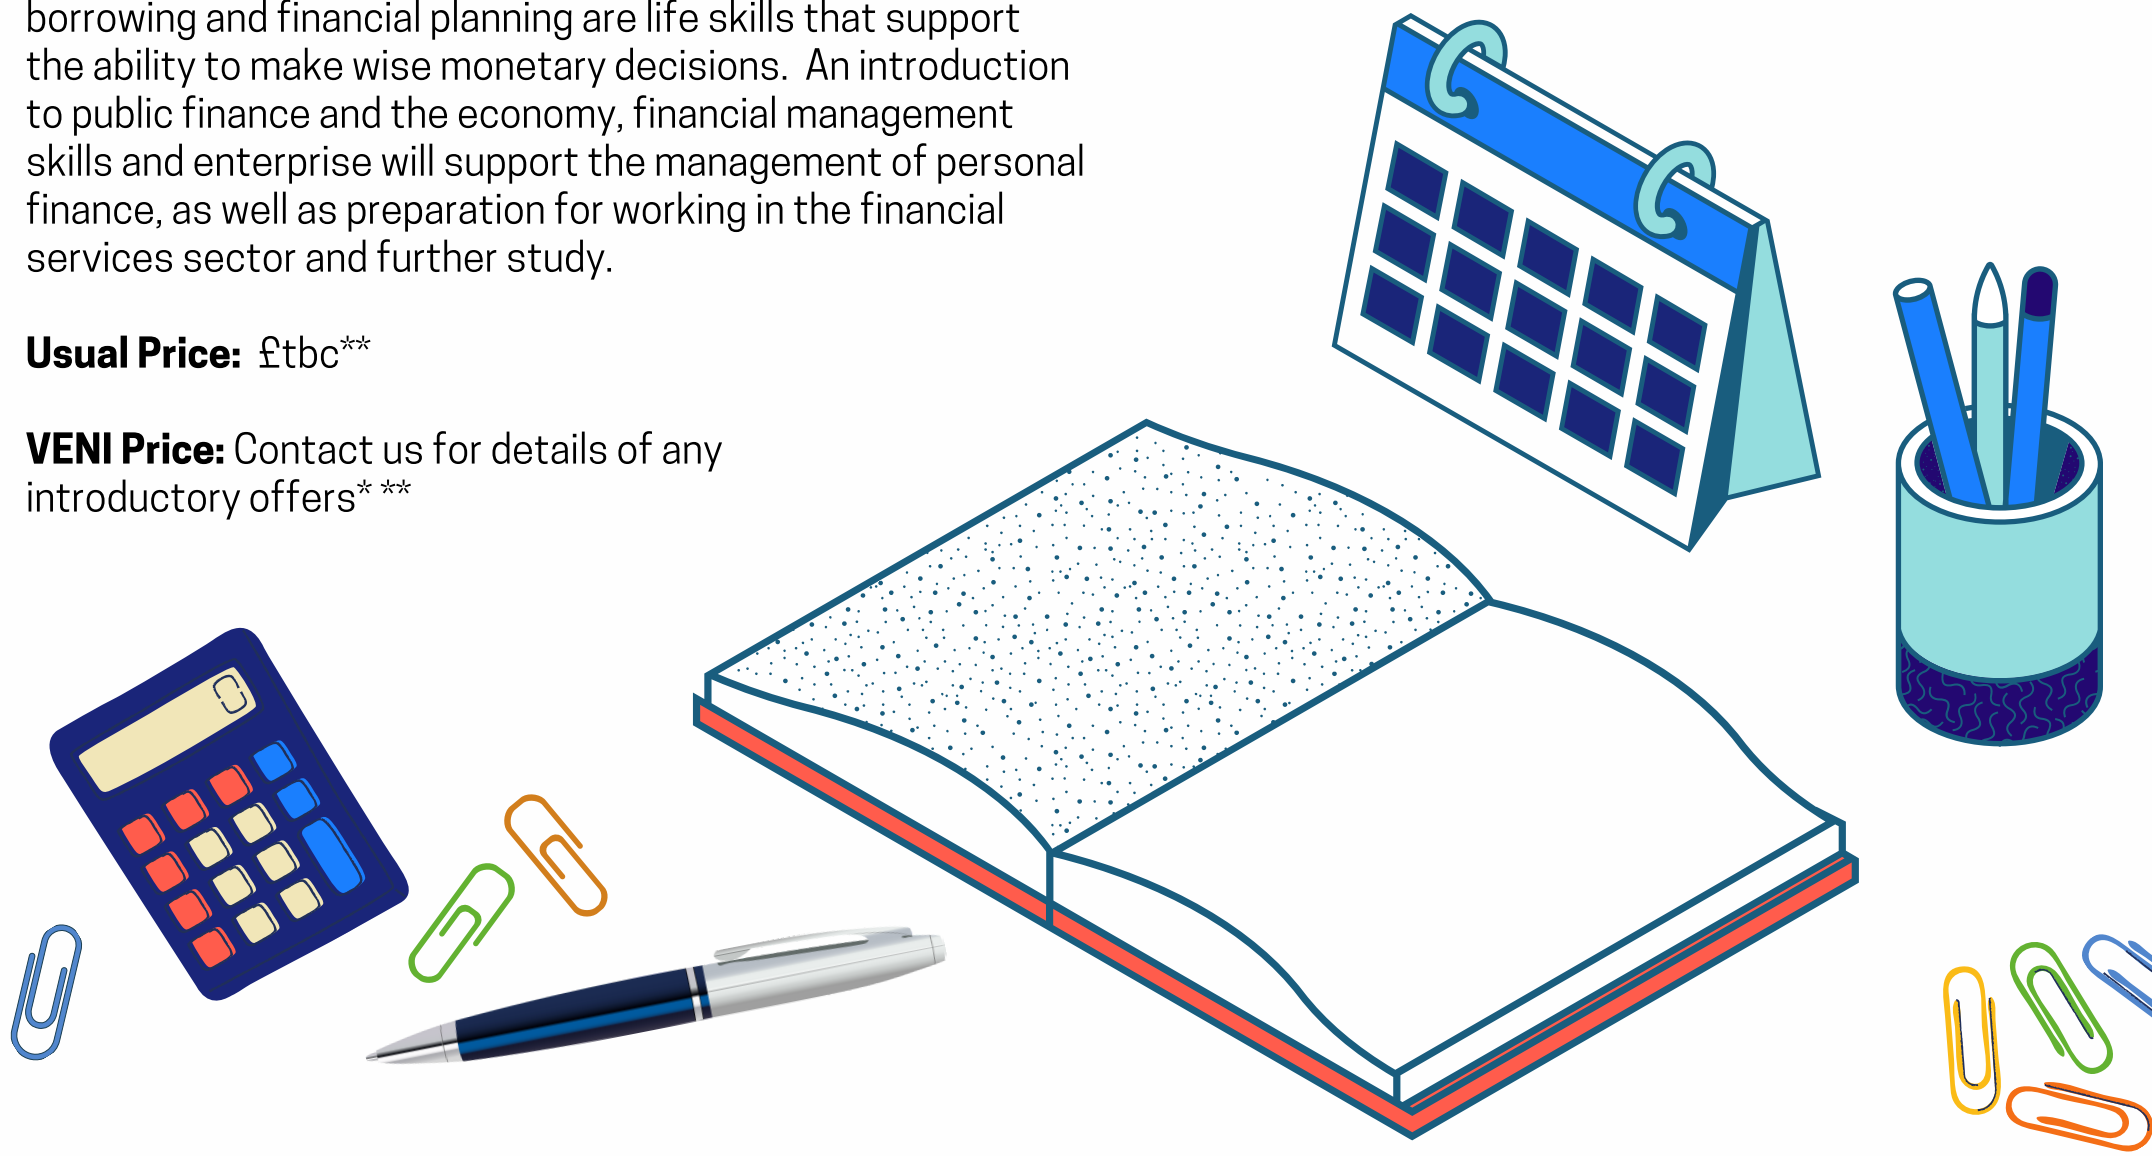 borrowing and financial planning are life skills that support
the ability to make wise monetary decisions.  An introduction
to public finance and the economy, financial management
skills and enterprise will support the management of personal
finance, as well as preparation for working in the financial
services sector and further study.
Usual Price:  £tbc**
VENI Price: Contact us for details of any
introductory offers* **
0